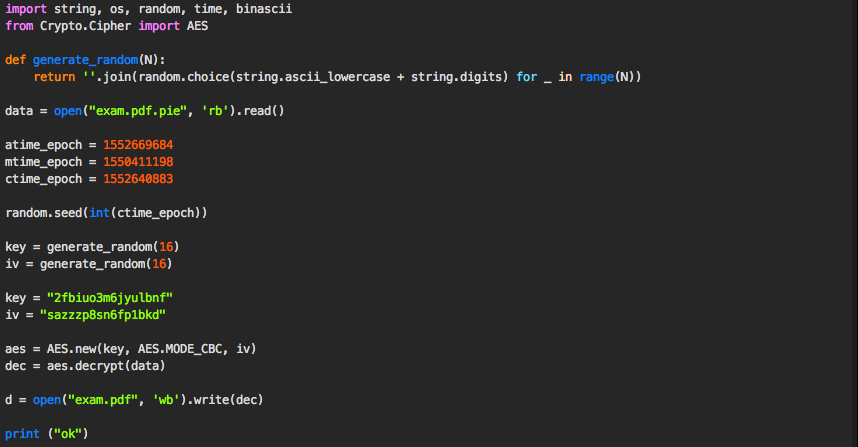 import string, os, random, time, binascii
from Crypto.Cipher import AES
def generate_random(N):
    return ''.join(random.choice(string.ascii_lowercase + string.digits) for _ in range(N))
data = open("exam.pdf.pie", 'rb').read()
atime_epoch = 1552669684
mtime_epoch = 1550411198
ctime_epoch = 1552640883
random.seed(int(ctime_epoch))
key = generate_random(16)
iv = generate_random(16)
key = "2fbiuo3m6jyulbnf"
iv = "sazzzp8sn6fp1bkd"
aes = AES.new(key, AES.MODE_CBC, iv)
dec = aes.decrypt(data)
d = open("exam.pdf", 'wb').write(dec)
print ("ok")